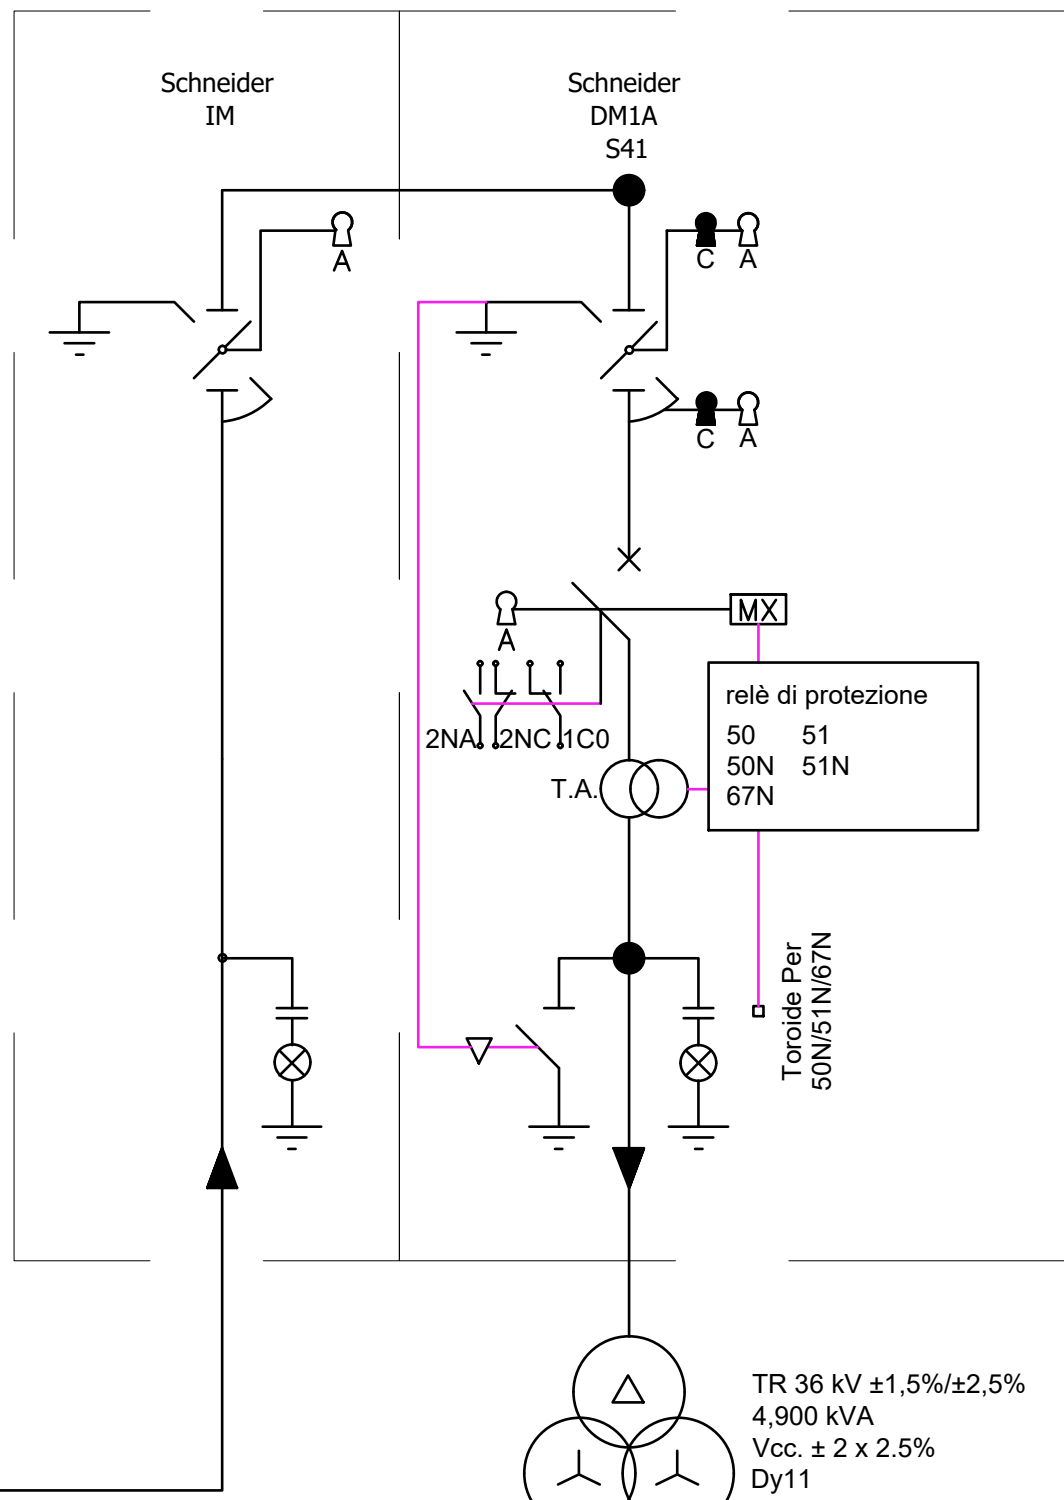 Schneider
IM
Schneider
DM1A
S41
A
C A
C A
A
MX
relè di protezione
50 51
50N 51N
67N
2NA 2NC 1C0
T.A.
Toroide Per
50N/51N/67N
TR 36 kV ±1,5%/±2,5%
4,900 kVA
Vcc. ± 2 x 2.5%
Dy11